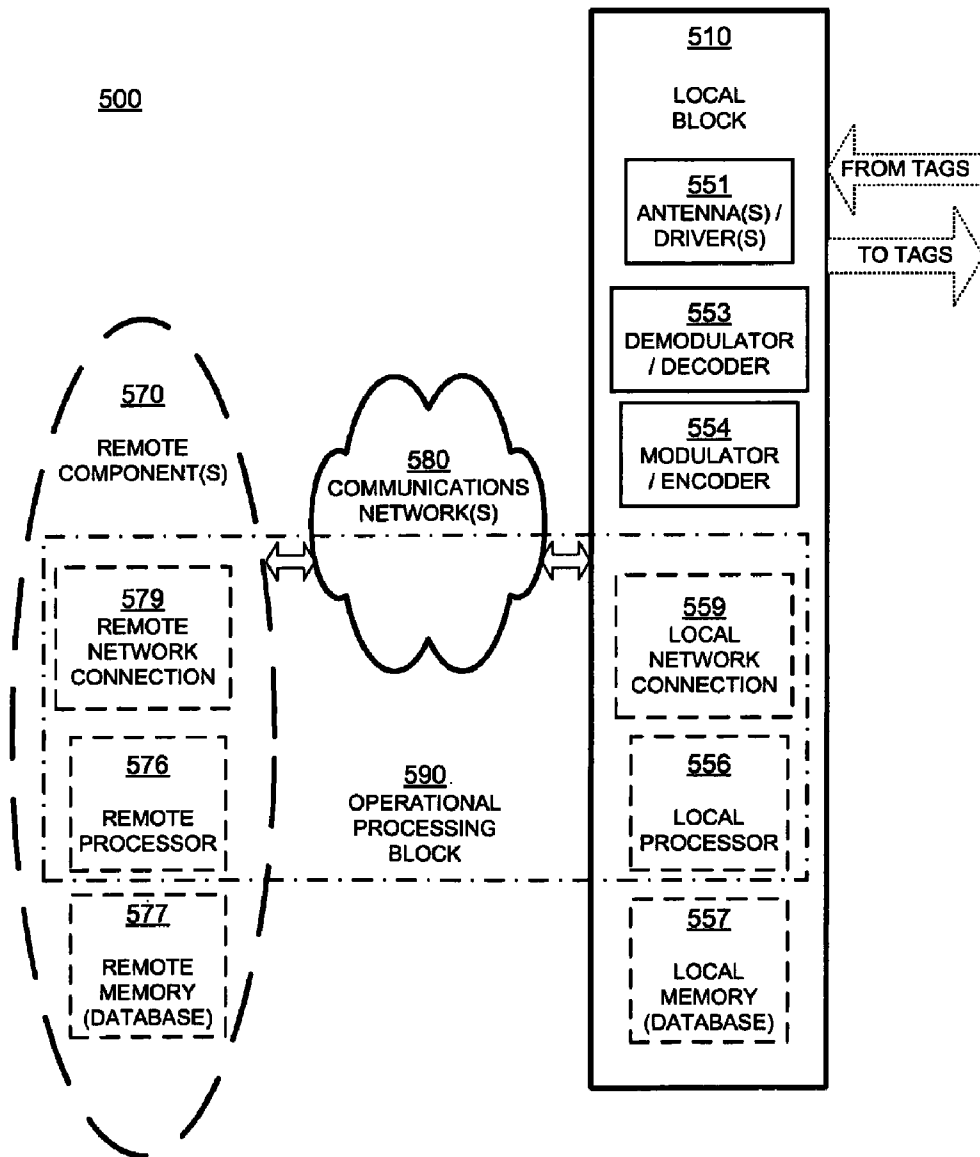 500
510
LOCAL
BLOCK
551
ANTENNA(S) /
DRIVER(S)
FROM TAGS
TO TAGS
553
DEMODULATOR
/ DECODER
554
MODULATOR
/ ENCODER
570
REMOTE
COMPONENT(S)
580
COMMUNICATIONS
NETWORK(S)
579
REMOTE
NETWORK
CONNECTION
559
LOCAL
NETWORK
CONNECTION
576
REMOTE
PROCESSOR
590
OPERATIONAL
PROCESSING
BLOCK
556
LOCAL
PROCESSOR
577
REMOTE
MEMORY
(DATABASE)
557
LOCAL
MEMORY
(DATABASE)